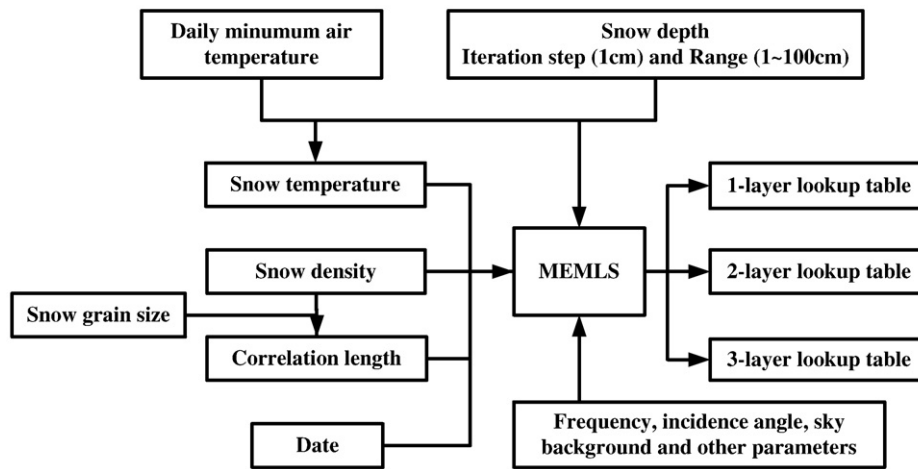 Daily minumum air
temperature
Snow depth
Iteration step (1cm) and Range (1~100cm)
Snow temperature
1-layer lookup table
Snow density
MEMLS
2-layer lookup table
Snow grain size
Correlation length
3-layer lookup table
Date
Frequency, incidence angle, sky
background and other parameters